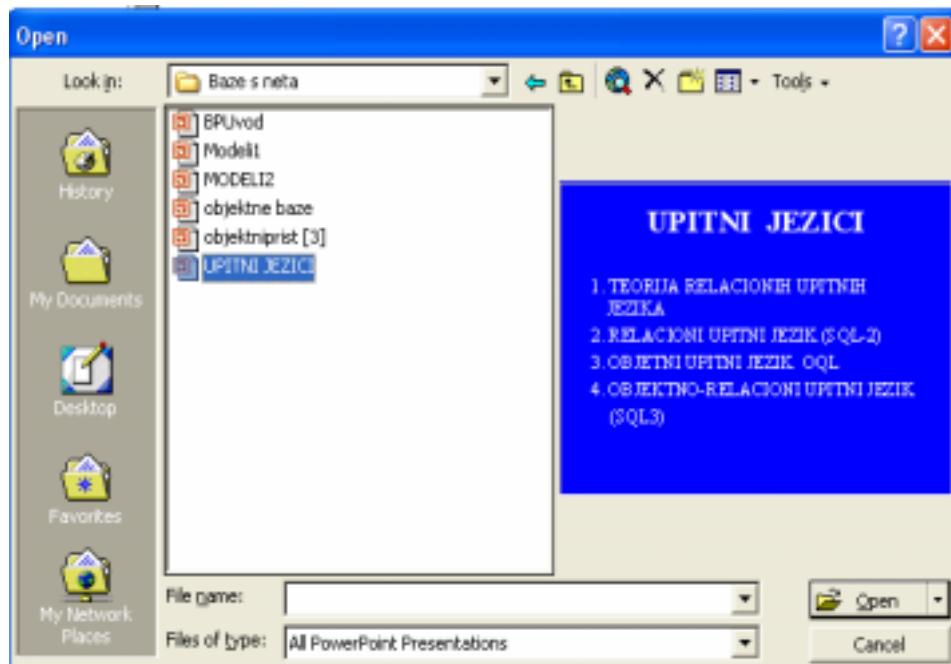 Open
Look in:
Baze s neta
Tools
History
My Documents
Desktop
Favorites
My Network
Places
BPUvod
Modeli1
MODELI2
objektne baze
objektniprist [3]
UPITNI JEZICI
UPITNI JEZICI
1. TEORIJA RELACIONIH UPITNIH
JEZIKA
2. RELACIONI UPITNI JEZIK (SQL-2)
3. OBJETNI UPITNI JEZIK OQL
4. OBJEKTNO-RELACIONI UPITNI JEZIK
(SQL3)
File name:
Open
Files of type:
All PowerPoint Presentations
Cancel